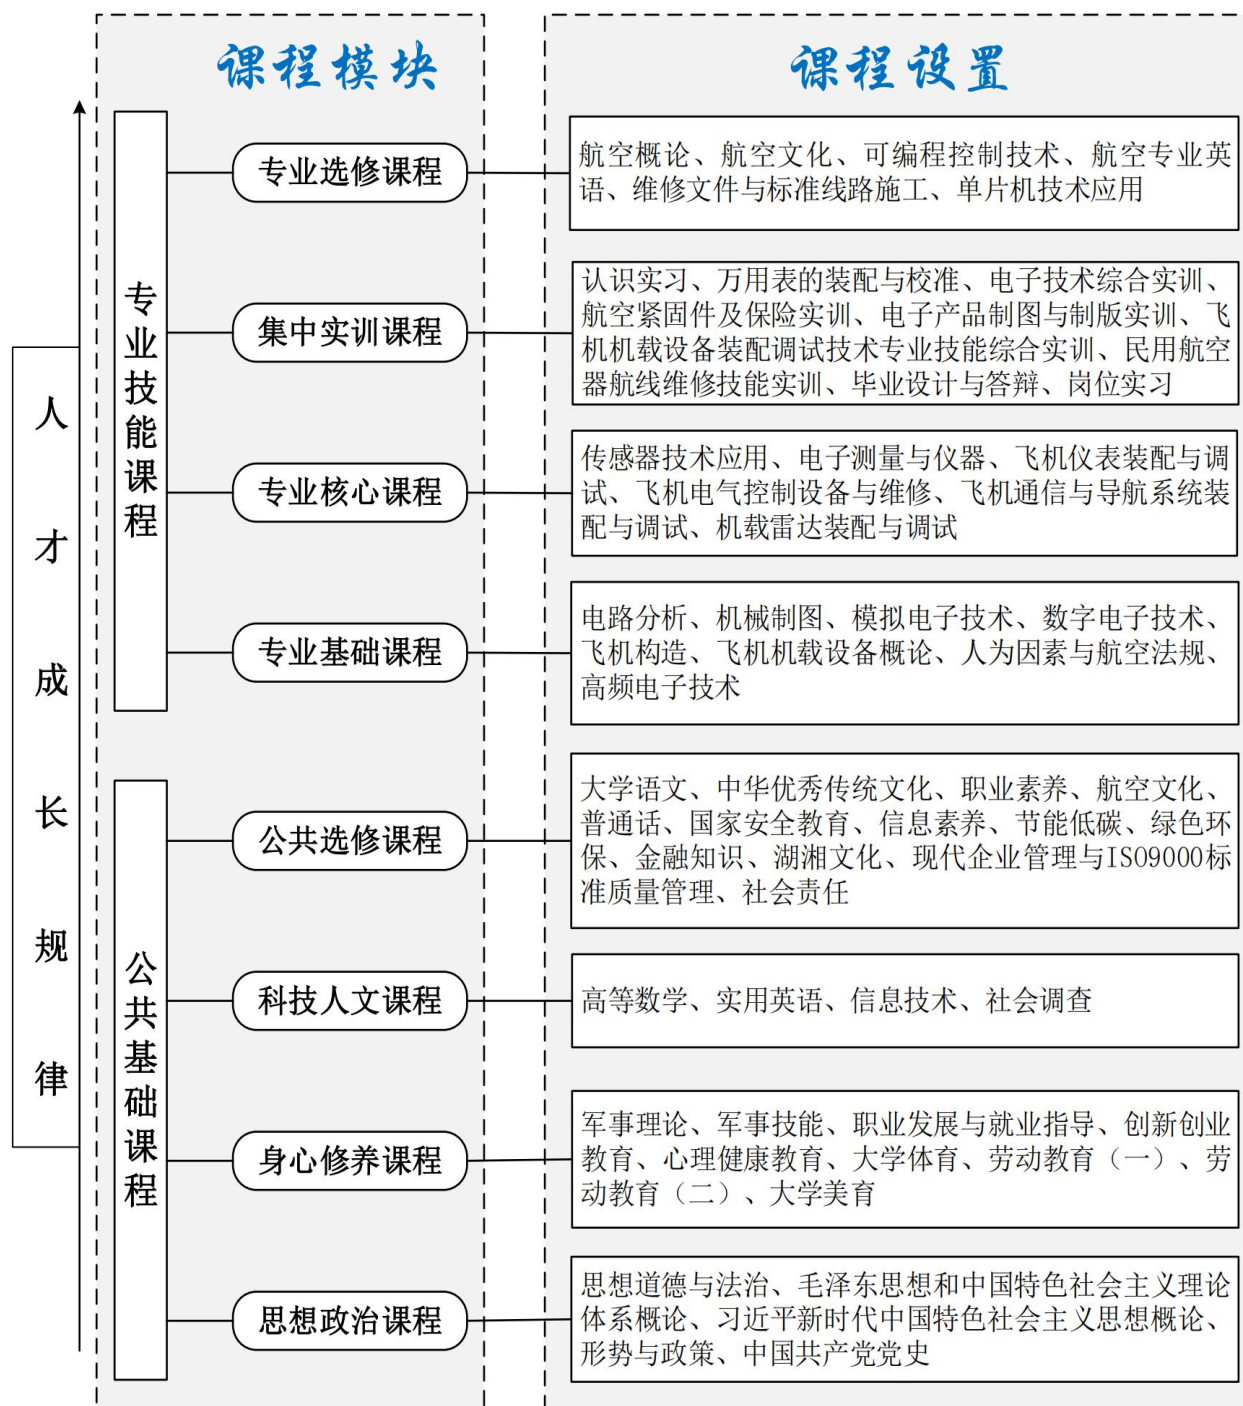 课程模块
课程设置
人才成长规律
专业技能课程
专业选修课程
航空概论、航空文化、可编程控制技术、航空专业英
语、维修文件与标准线路施工、单片机技术应用
集中实训课程
认识实习、万用表的装配与校准、电子技术综合实训、
航空紧固件及保险实训、电子产品制图与制版实训、飞
机机载设备装配调试技术专业技能综合实训、民用航空
器航线维修技能实训、毕业设计与答辩、岗位实习
专业核心课程
传感器技术应用、电子测量与仪器、飞机仪表装配与调
试、飞机电气控制设备与维修、飞机通信与导航系统装
配与调试、机载雷达装配与调试
专业基础课程
电路分析、机械制图、模拟电子技术、数字电子技术、
飞机构造、飞机机载设备概论、人为因素与航空法规、
高频电子技术
公共基础课程
公共选修课程
大学语文、中华优秀传统文化、职业素养、航空文化、
普通话、国家安全教育、信息素养、节能低碳、绿色环
保、金融知识、湖湘文化、现代企业管理与ISO9000标
准质量管理、社会责任
科技人文课程
高等数学、实用英语、信息技术、社会调查
身心修养课程
军事理论、军事技能、职业发展与就业指导、创新创业
教育、心理健康教育、大学体育、劳动教育（一）、劳
动教育（二）、大学美育
思想政治课程
思想道德与法治、毛泽东思想和中国特色社会主义理论
体系概论、习近平新时代中国特色社会主义思想概论、
形势与政策、中国共产党党史